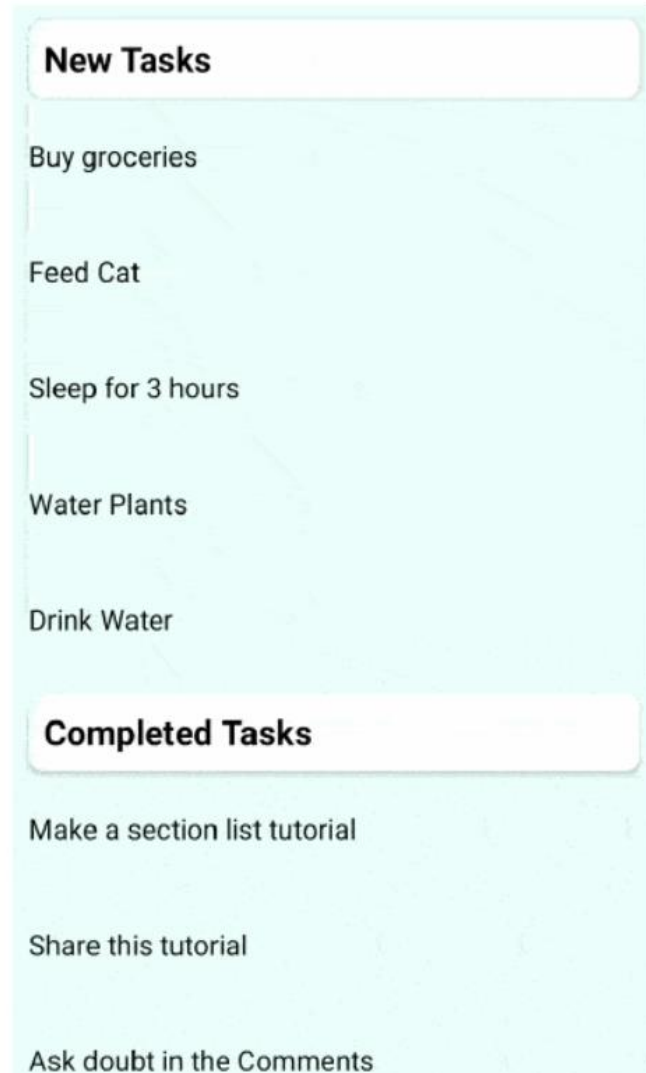 New Tasks
Buy groceries
Feed Cat
Sleep for 3 hours
Water Plants
Drink Water
Completed Tasks
Make a section list tutorial
Share this tutorial
Ask doubt in the Comments